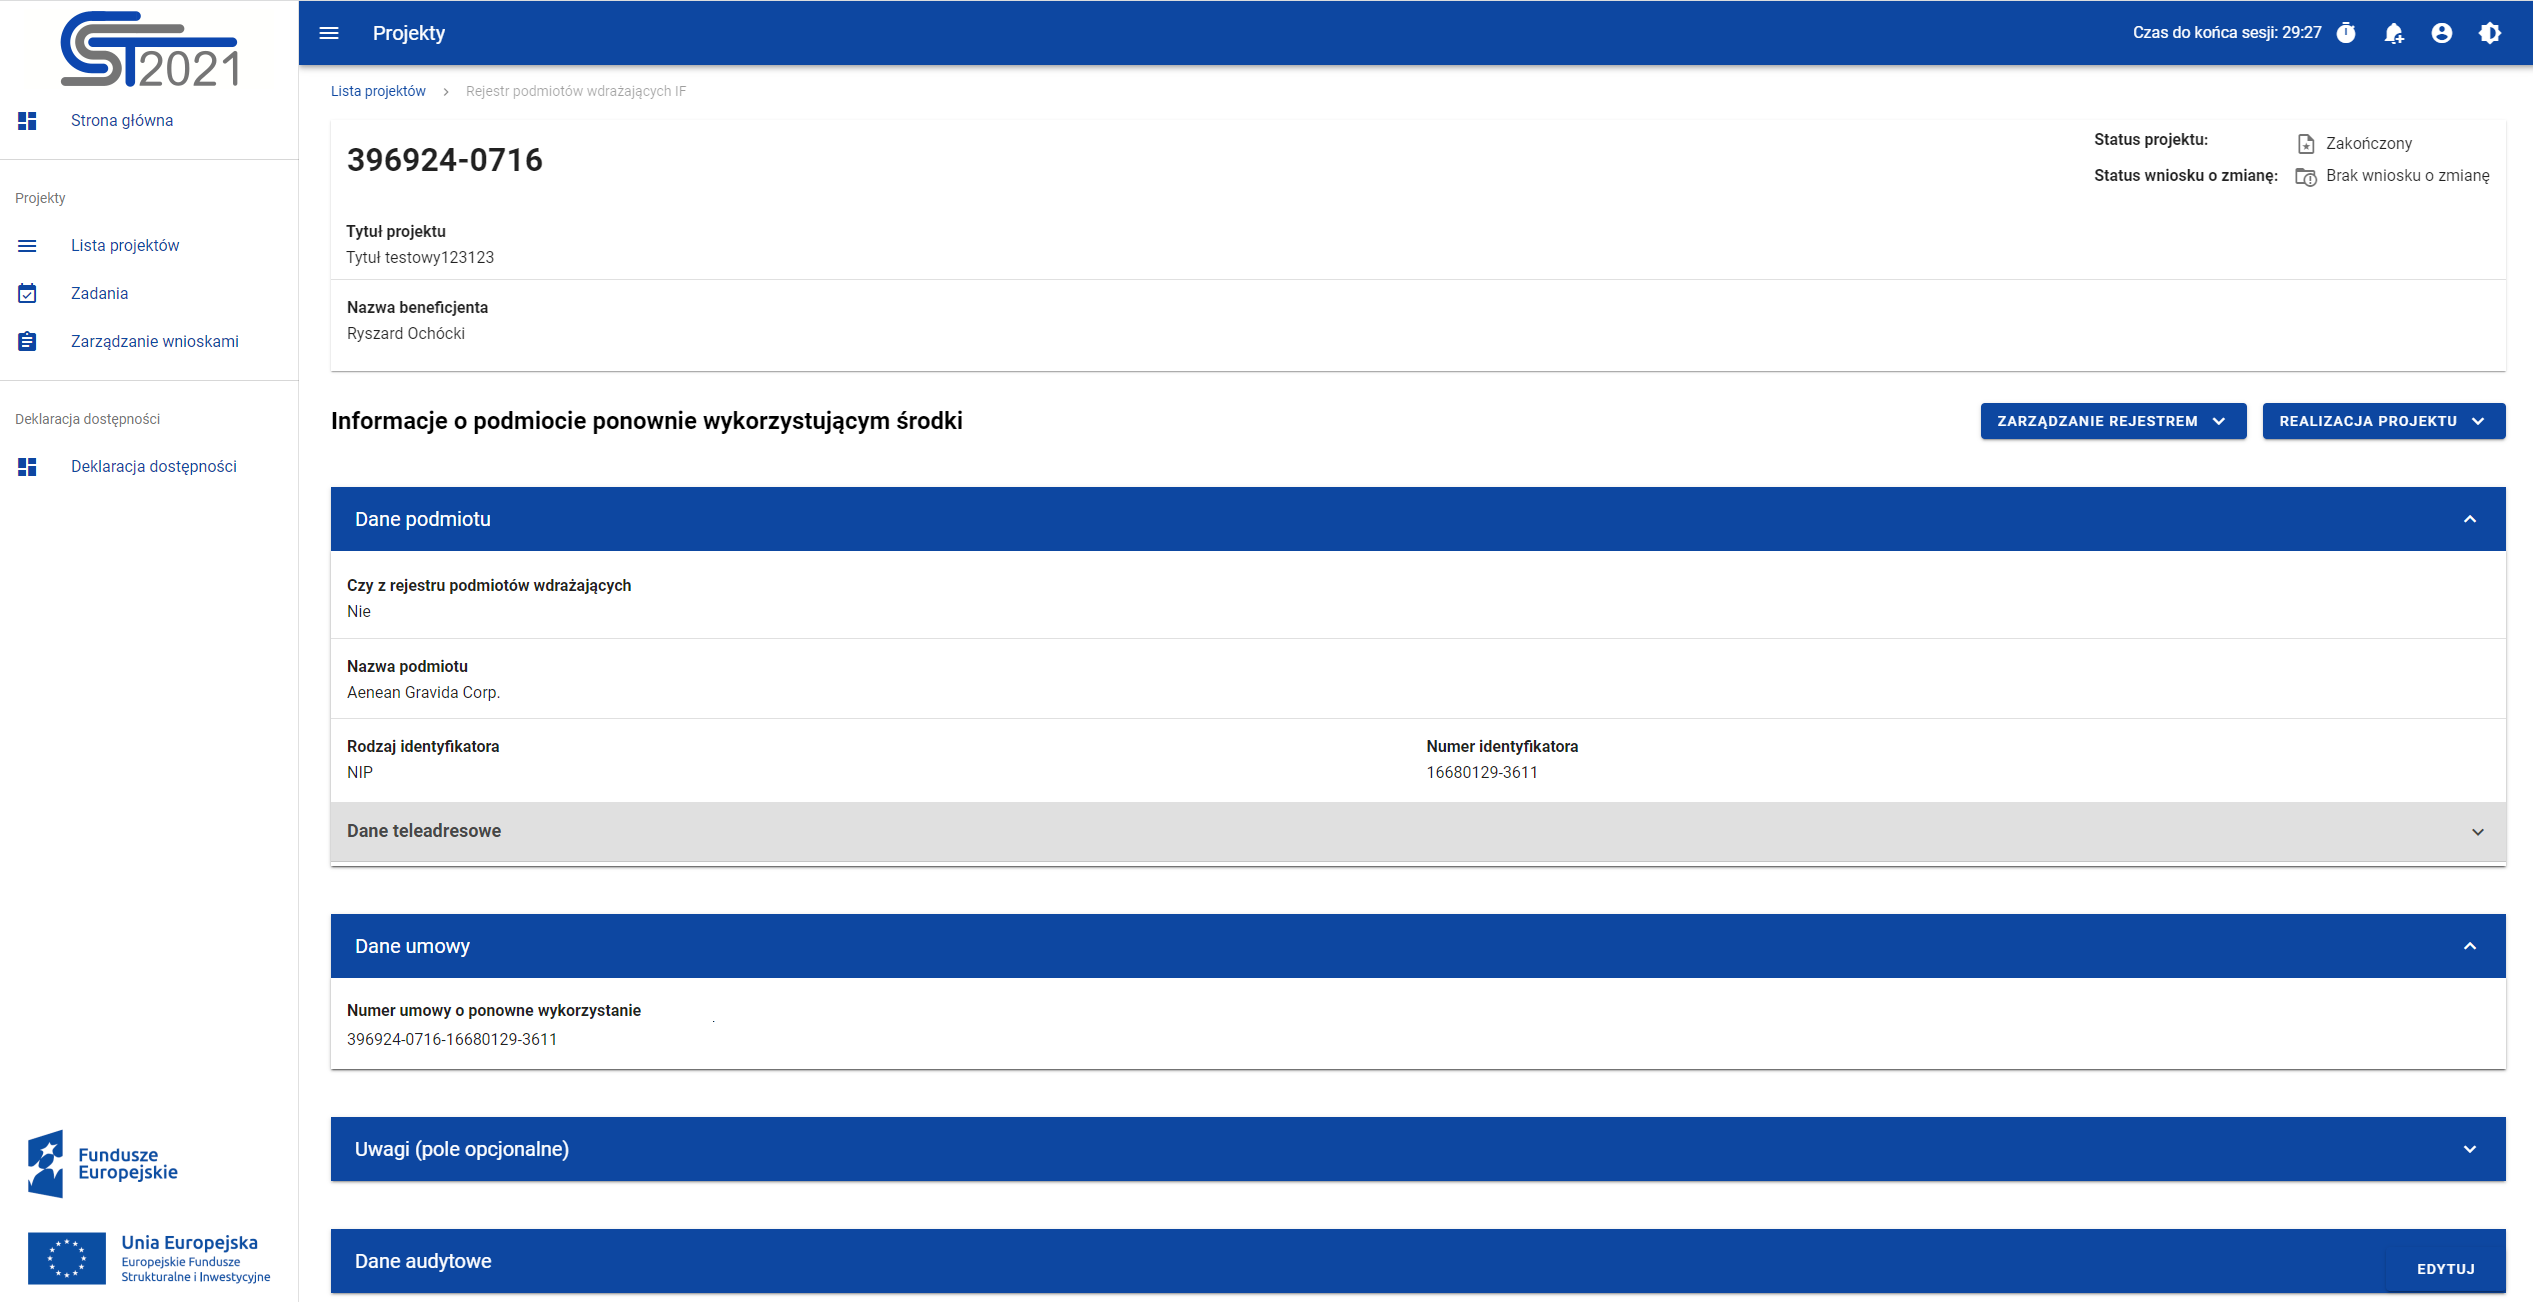 CST2021
Strona główna
Projekty
Lista projektów
Zadania
Zarządzanie wnioskami
Deklaracja dostępności
Deklaracja dostępności
Fundusze
Europejskie
Unia Europejska
Europejskie Fundusze
Strukturalne i Inwestycyjne
Projekty
Czas do końca sesji: 29:27
Lista projektów > Rejestr podmiotów wdrażających IF
396924-0716
Status projektu: Zakończony
Status wniosku o zmianę: Brak wniosku o zmianę
Tytuł projektu
Tytuł testowy123123
Nazwa beneficjenta
Ryszard Ochócki
Informacje o podmiocie ponownie wykorzystującym środki
ZARZĄDZANIE REJESTREM
REALIZACJA PROJEKTU
Dane podmiotu
Czy z rejestru podmiotów wdrażających
Nie
Nazwa podmiotu
Aenean Gravida Corp.
Rodzaj identyfikatora
NIP
Numer identyfikatora
16680129-3611
Dane teleadresowe
Dane umowy
Numer umowy o ponowne wykorzystanie
396924-0716-16680129-3611
Uwagi (pole opcjonalne)
Dane audytowe
EDYTUJ